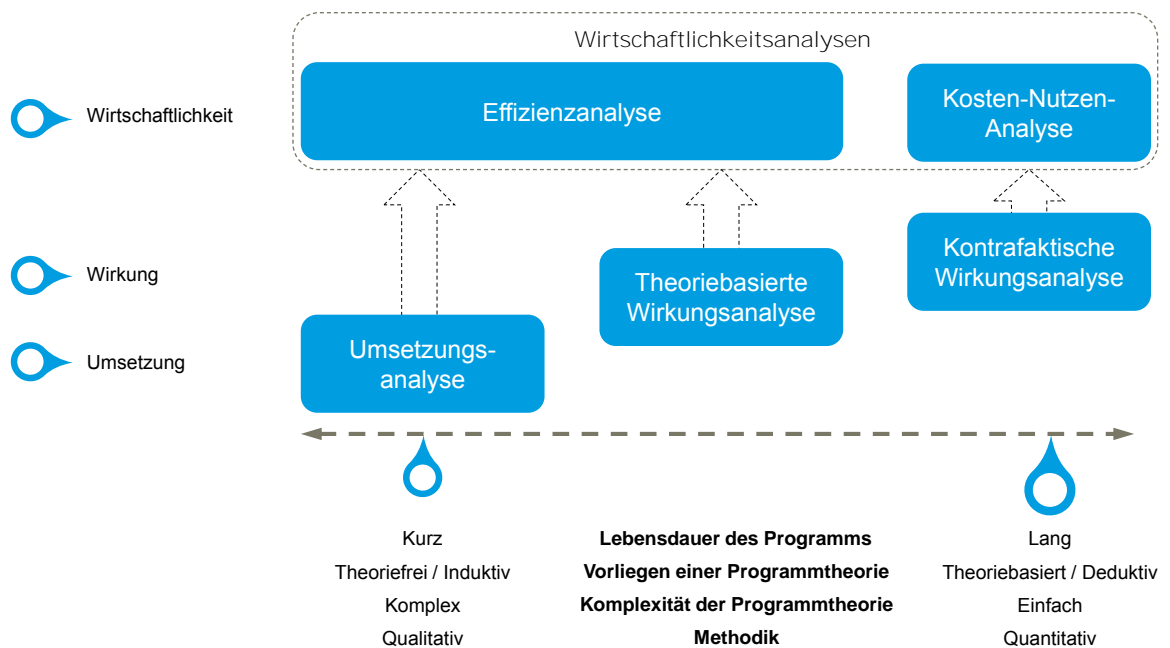 Wirtschaftlichkeitsanalysen
Wirtschaftlichkeit
Effizienzanalyse
Kosten-Nutzen-
Analyse
Wirkung
Theoriebasierte
Wirkungsanalyse
Kontrafaktische
Wirkungsanalyse
Umsetzung
Umsetzungs-
analyse
Kurz
Lebensdauer des Programms
Lang
Theoriefrei / Induktiv
Vorliegen einer Programmtheorie
Theoriebasiert / Deduktiv
Komplex
Komplexität der Programmtheorie
Einfach
Qualitativ
Methodik
Quantitativ